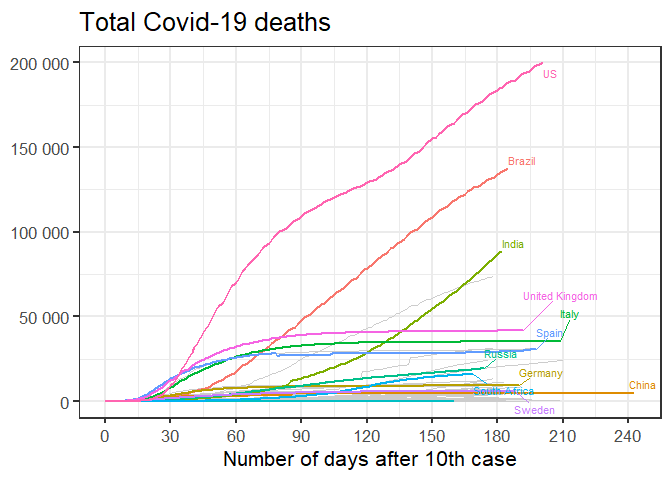 Total Covid-19 deaths
200 000
US
150 000
Brazil
100 000
India
United Kingdom
50 000
Italy
Spain
Russia
Germany
China
South Africa
0
Sweden
0 30 60 90 120 150 180 210 240
Number of days after 10th case